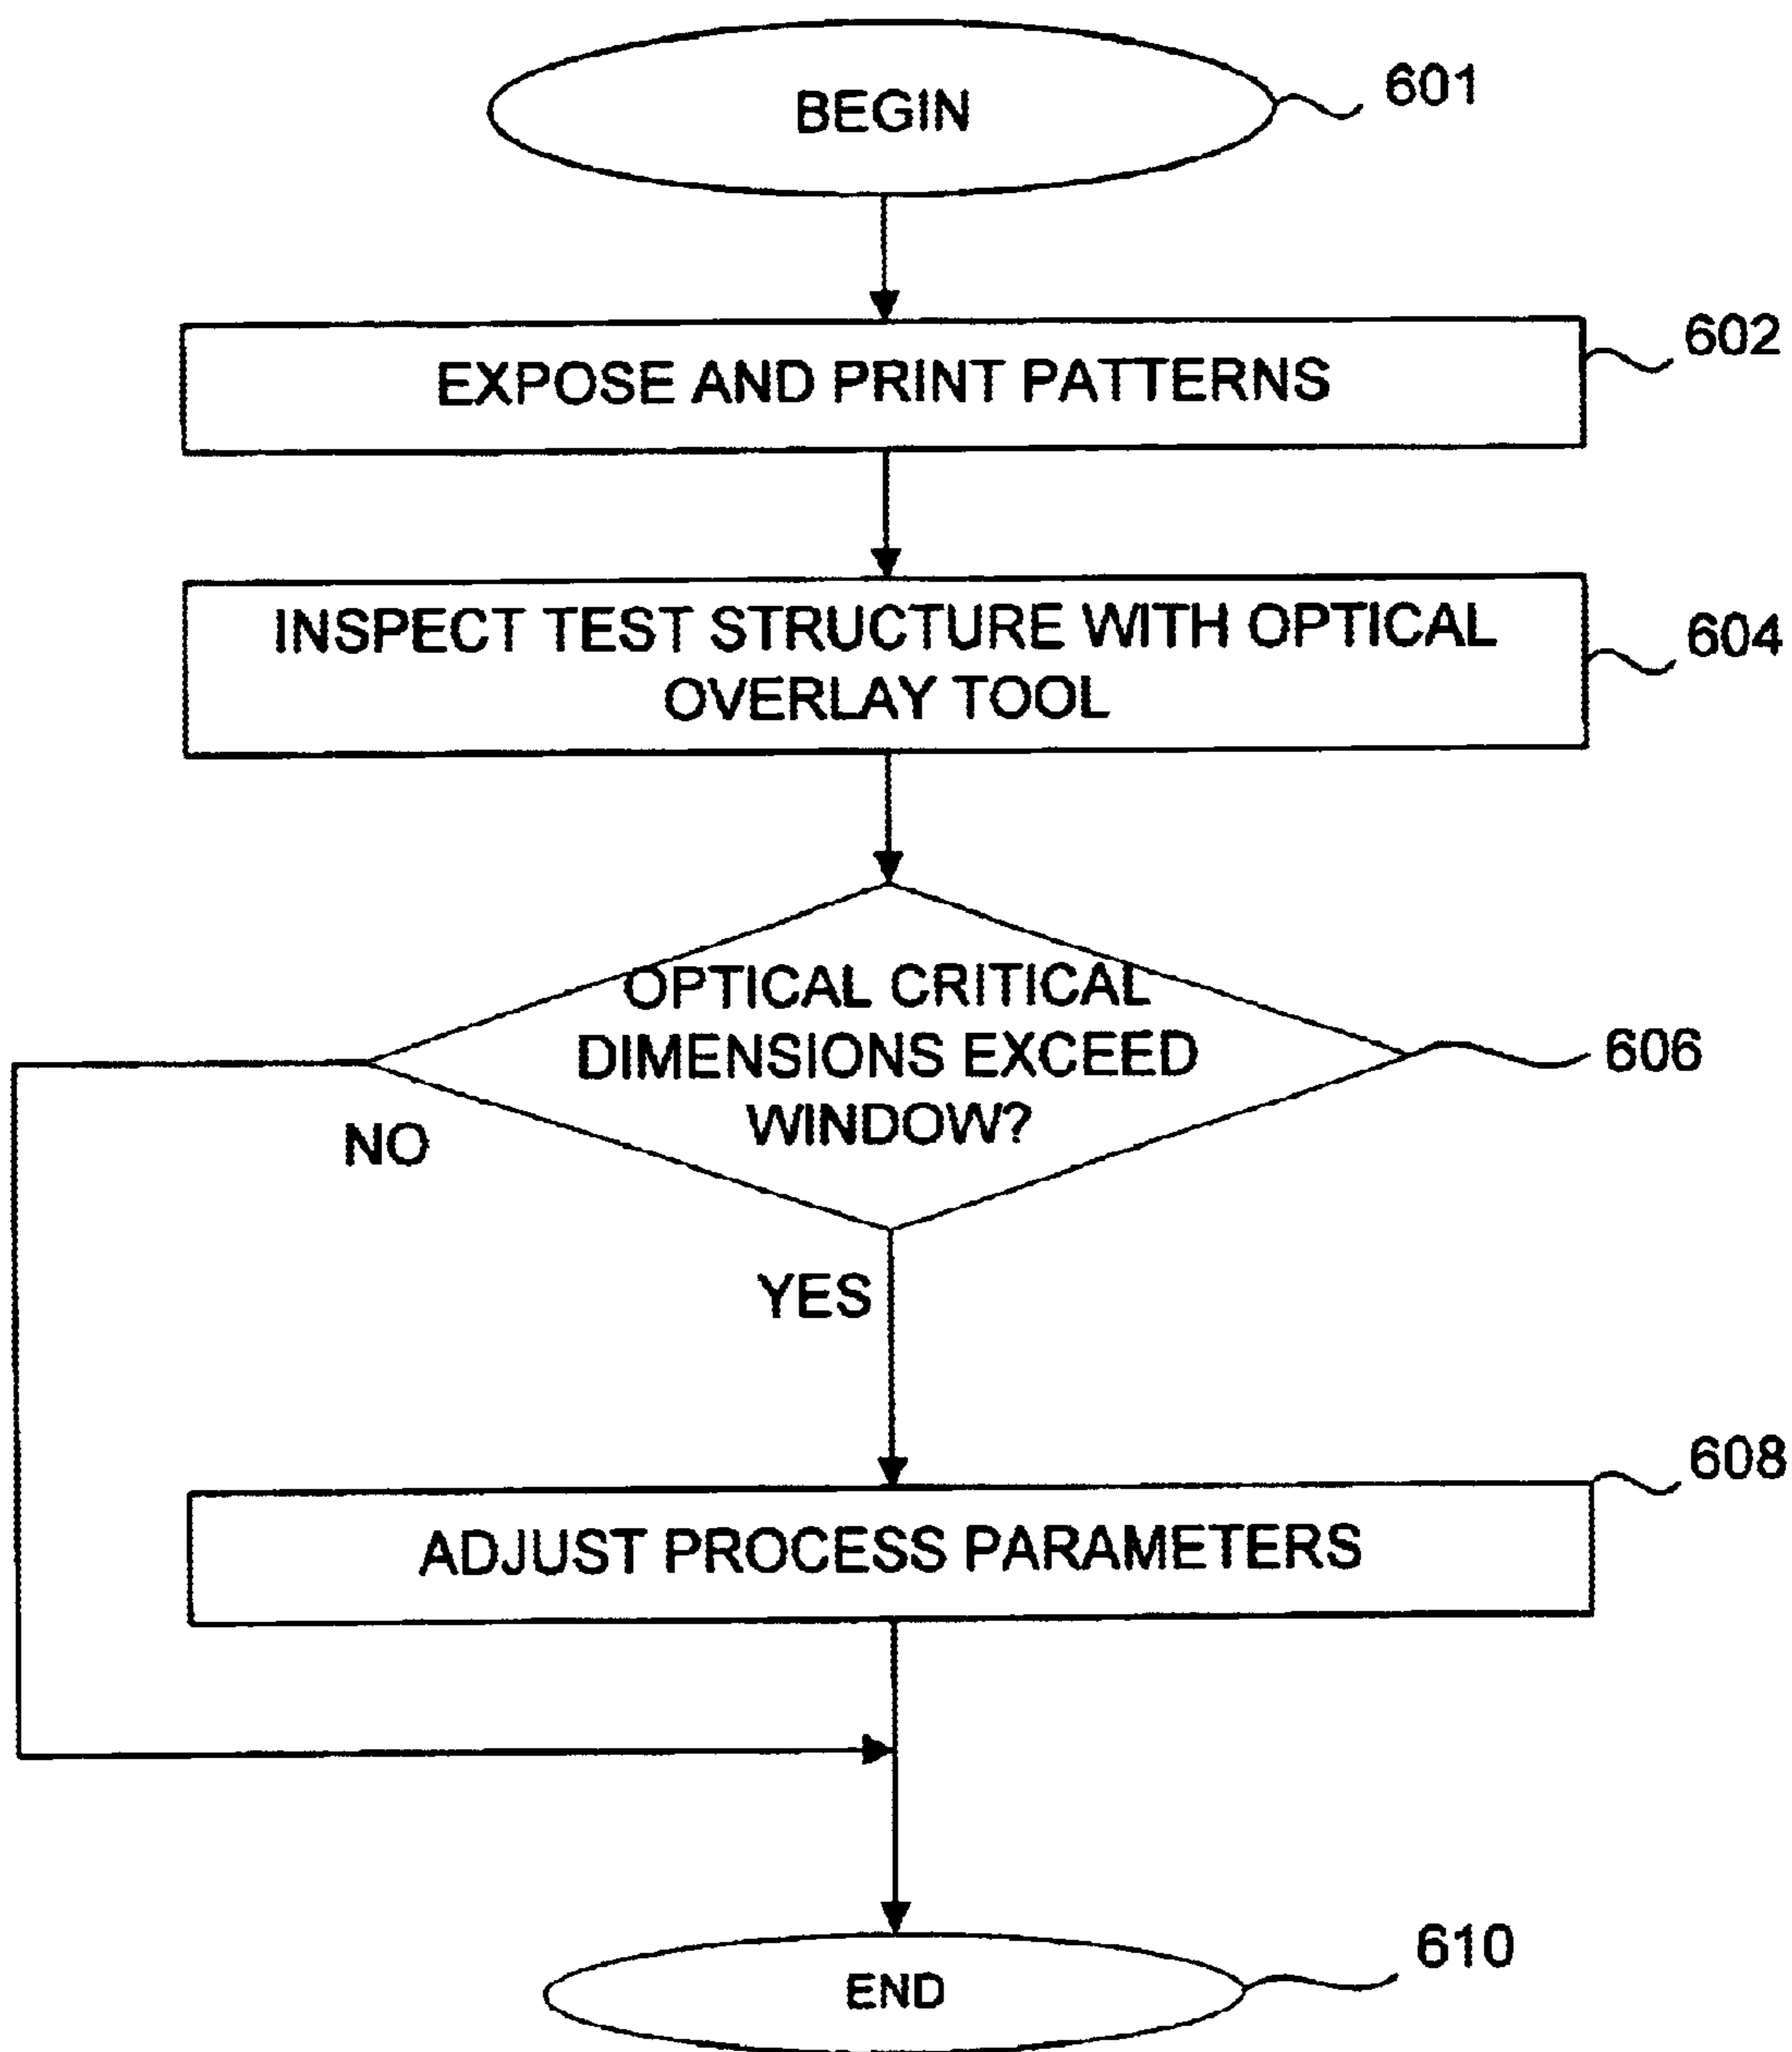 BEGIN
601
EXPOSE AND PRINT PATTERNS
602
INSPECT TEST STRUCTURE WITH OPTICAL
OVERLAY TOOL
604
OPTICAL CRITICAL
DIMENSIONS EXCEED
WINDOW?
606
NO
YES
608
ADJUST PROCESS PARAMETERS
610
END